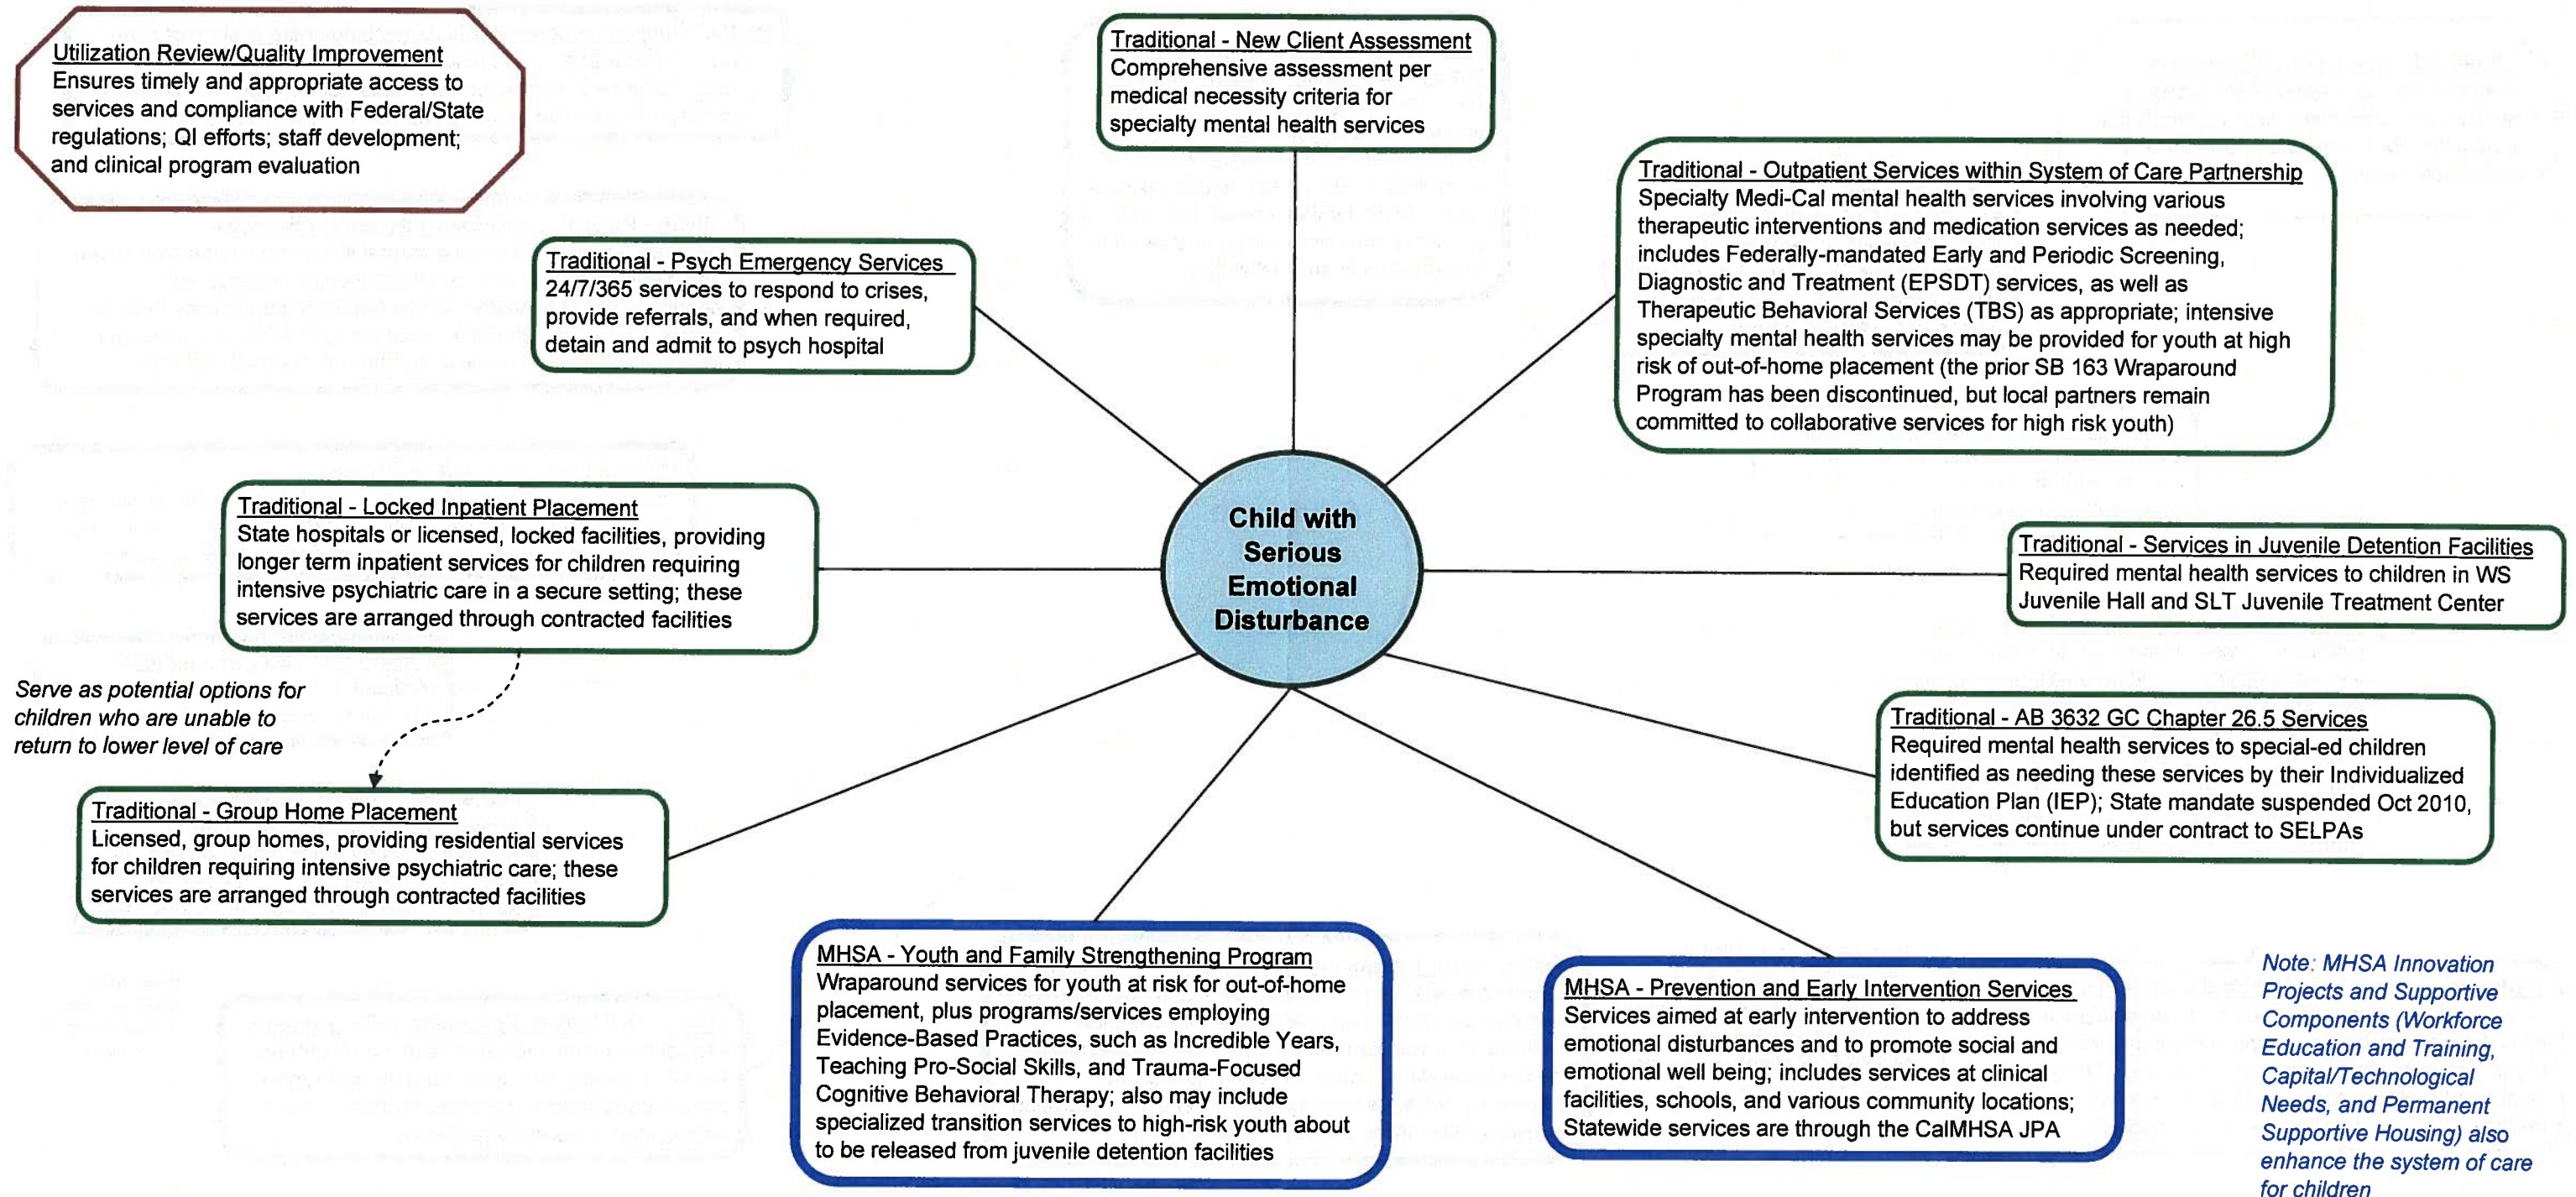 Utilization Review/Quality Improvement
Ensures timely and appropriate access to
services and compliance with Federal/State
regulations; QI efforts; staff development;
and clinical program evaluation
Traditional - New Client Assessment
Comprehensive assessment per
medical necessity criteria for
specialty mental health services
Traditional - Psych Emergency Services
24/7/365 services to respond to crises,
provide referrals, and when required,
detain and admit to psych hospital
Traditional - Outpatient Services within System of Care Partnership
Specialty Medi-Cal mental health services involving various
therapeutic interventions and medication services as needed;
includes Federally-mandated Early and Periodic Screening,
Diagnostic and Treatment (EPSDT) services, as well as
Therapeutic Behavioral Services (TBS) as appropriate; intensive
specialty mental health services may be provided for youth at high
risk of out-of-home placement (the prior SB 163 Wraparound
Program has been discontinued, but local partners remain
committed to collaborative services for high risk youth)
Traditional - Locked Inpatient Placement
State hospitals or licensed, locked facilities, providing
longer term inpatient services for children requiring
intensive psychiatric care in a secure setting; these
services are arranged through contracted facilities
Child with
Serious
Emotional
Disturbance
Traditional - Services in Juvenile Detention Facilities
Required mental health services to children in WS
Juvenile Hall and SLT Juvenile Treatment Center
Serve as potential options for
children who are unable to
return to lower level of care
Traditional - AB 3632 GC Chapter 26.5 Services
Required mental health services to special-ed children
identified as needing these services by their Individualized
Education Plan (IEP); State mandate suspended Oct 2010,
but services continue under contract to SELPAs
Traditional - Group Home Placement
Licensed, group homes, providing residential services
for children requiring intensive psychiatric care; these
services are arranged through contracted facilities
MHSA - Youth and Family Strengthening Program
Wraparound services for youth at risk for out-of-home
placement, plus programs/services employing
Evidence-Based Practices, such as Incredible Years,
Teaching Pro-Social Skills, and Trauma-Focused
Cognitive Behavioral Therapy; also may include
specialized transition services to high-risk youth about
to be released from juvenile detention facilities
MHSA - Prevention and Early Intervention Services
Services aimed at early intervention to address
emotional disturbances and to promote social and
emotional well being; includes services at clinical
facilities, schools, and various community locations;
Statewide services are through the CalMHSA JPA
Note: MHSA Innovation
Projects and Supportive
Components (Workforce
Education and Training,
Capital/Technological
Needs, and Permanent
Supportive Housing) also
enhance the system of care
for children